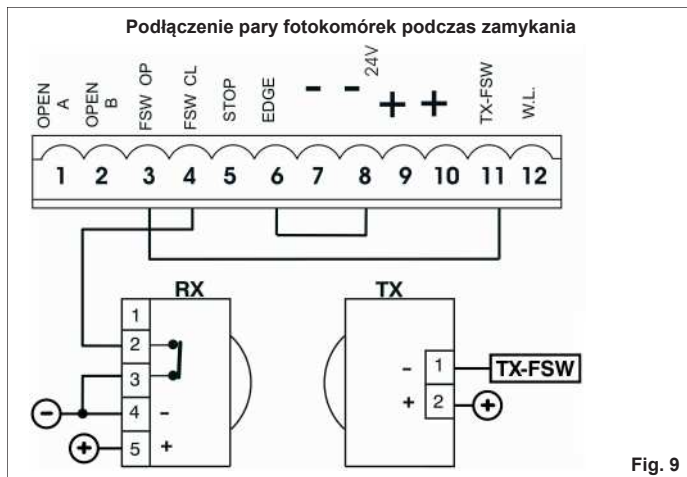 Podłączenie pary fotokomórek podczas zamykania
OPEN A
OPEN B
FSW OP
FSW CL
STOP
EDGE
-
-
24V
+
+
TX-FSW
W.L.
1 2 3 4 5 6 7 8 9 10 11 12
RX
1
2
3
4 -
5 +
-
+
TX
- 1
+ 2
TX-FSW
+
Fig. 9